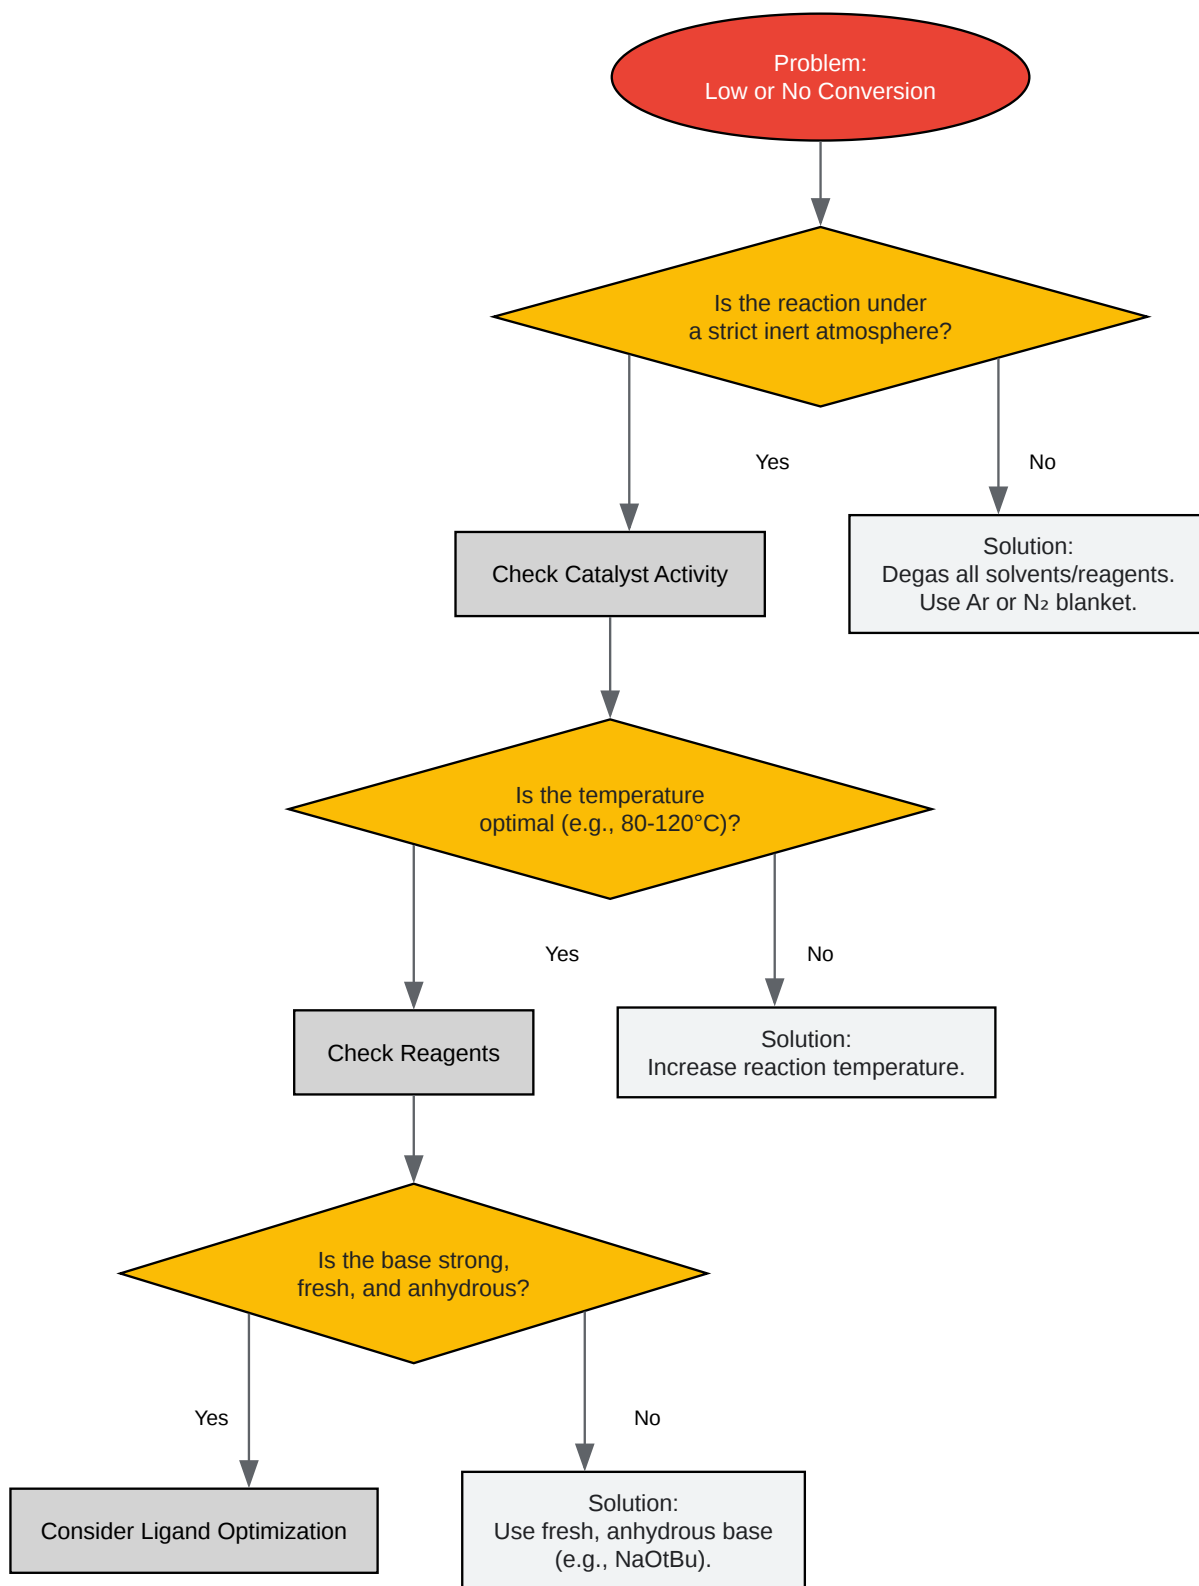 Problem:
Low or No Conversion
Is the reaction under
a strict inert atmosphere?
Yes
No
Check Catalyst Activity
Solution:
Degas all solvents/reagents.
Use Ar or N₂ blanket.
Is the temperature
optimal (e.g., 80-120°C)?
Yes
No
Check Reagents
Solution:
Increase reaction temperature.
Is the base strong,
fresh, and anhydrous?
Yes
No
Consider Ligand Optimization
Solution:
Use fresh, anhydrous base
(e.g., NaOtBu).